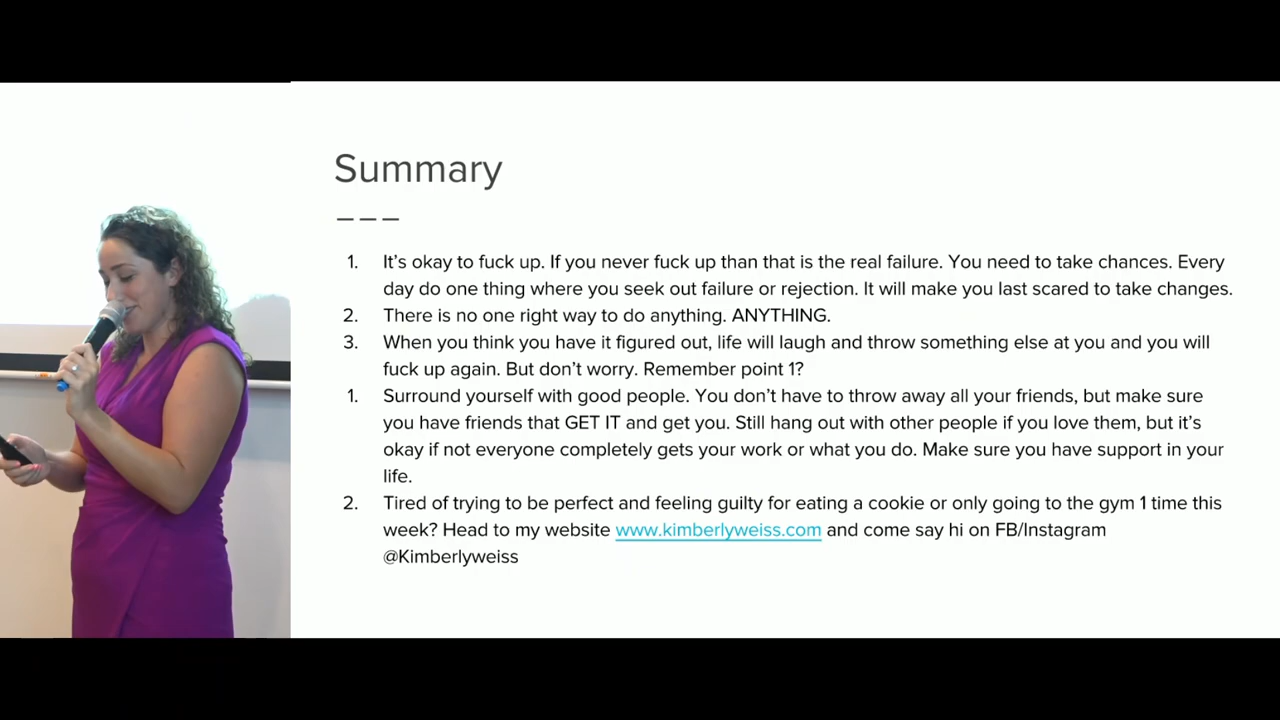 Summary
1. It's okay to fuck up. If you never fuck up than that is the real failure. You need to take chances. Every
day do one thing where you seek out failure or rejection. It will make you last scared to take changes.
2. There is no one right way to do anything. ANYTHING.
3. When you think you have it figured out, life will laugh and throw something else at you and you will
fuck up again. But don't worry. Remember point 1?
1. Surround yourself with good people. You don't have to throw away all your friends, but make sure
you have friends that GET IT and get you. Still hang out with other people if you love them, but it's
okay if not everyone completely gets your work or what you do. Make sure you have support in your
life.
2. Tired of trying to be perfect and feeling guilty for eating a cookie or only going to the gym 1 time this
week? Head to my website www.kimberlyweiss.com and come say hi on FB/Instagram
@Kimberlyweiss